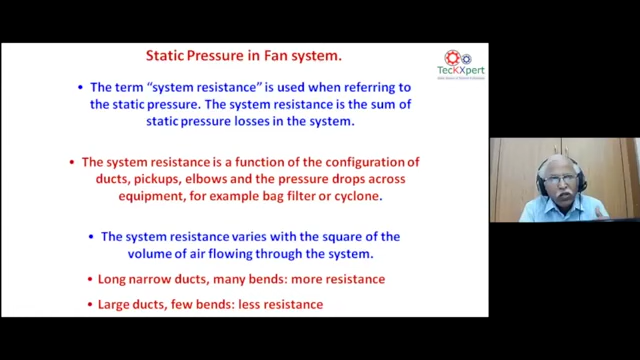 Static Pressure in Fan system.
TecKXpert
• The term “system resistance” is used when referring to
the static pressure. The system resistance is the sum of
static pressure losses in the system.
• The system resistance is a function of the configuration of
ducts, pickups, elbows and the pressure drops across
equipment, for example bag filter or cyclone.
• The system resistance varies with the square of the
volume of air flowing through the system.
• Long narrow ducts, many bends: more resistance
• Large ducts, few bends: less resistance